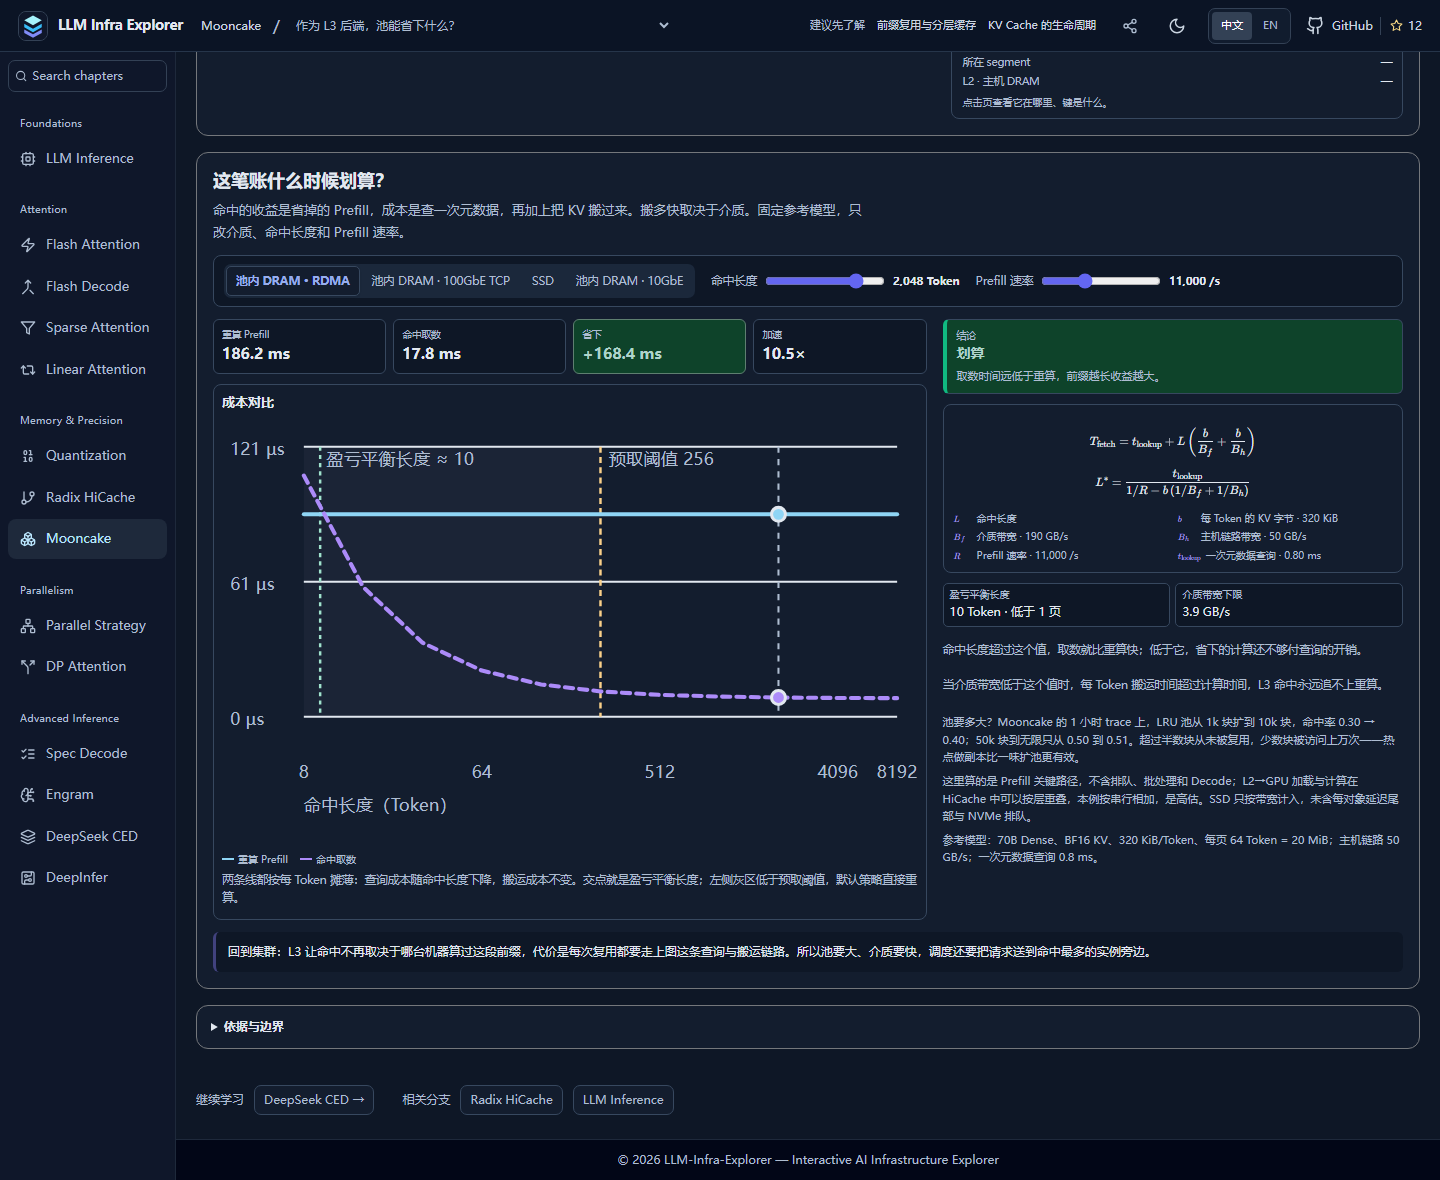 LLM Infra Explorer
Mooncake / 作为 L3 后端，池能省下什么？
建议先了解 前缀复用与分层缓存 KV Cache 的生命周期
中文 EN
GitHub 12
Search chapters
Foundations
LLM Inference
Attention
Flash Attention
Flash Decode
Sparse Attention
Linear Attention
Memory & Precision
Quantization
Radix HiCache
Mooncake
Parallelism
Parallel Strategy
DP Attention
Advanced Inference
Spec Decode
Engram
DeepSeek CED
DeepInfer
所在 segment —
L2 · 主机 DRAM —
点击页查看它在哪里、键是什么。
这笔账什么时候划算？
命中的收益是省掉的 Prefill，成本是查一次元数据，再加上把 KV 搬过来。搬多快取决于介质。固定参考模型，只
改介质、命中长度和 Prefill 速率。
池内 DRAM · RDMA 池内 DRAM · 100GbE TCP SSD 池内 DRAM · 10GbE
命中长度 2,048 Token
Prefill 速率 11,000 /s
重算 Prefill
186.2 ms
命中取数
17.8 ms
省下
+168.4 ms
加速
10.5×
成本对比
121 μs
61 μs
0 μs
盈亏平衡长度 ≈ 10
预取阈值 256
8 64 512 4096 8192
命中长度（Token）
重算 Prefill 命中取数
两条线都按每 Token 摊薄：查询成本随命中长度下降，搬运成本不变。交点就是盈亏平衡长度；左侧灰区低于预取阈值，默认策略直接重
算。
结论
划算
取数时间远低于重算，前缀越长收益越大。
T_fetch = t_lookup + L ( b/B_f + b/B_h )
L* = t_lookup / (1/R − b (1/B_f + 1/B_h))
L 命中长度
b 每 Token 的 KV 字节 · 320 KiB
B_f 介质带宽 · 190 GB/s
B_h 主机链路带宽 · 50 GB/s
R Prefill 速率 · 11,000 /s
t_lookup 一次元数据查询 · 0.80 ms
盈亏平衡长度
10 Token · 低于 1 页
介质带宽下限
3.9 GB/s
命中长度超过这个值，取数就比重算快；低于它，省下的计算还不够付查询的开销。
当介质带宽低于这个值时，每 Token 搬运时间超过计算时间，L3 命中永远追不上重算。
池要多大？Mooncake 的 1 小时 trace 上，LRU 池从 1k 块扩到 10k 块，命中率 0.30 →
0.40；50k 块到无限只从 0.50 到 0.51。超过半数块从未被复用，少数块被访问上万次——热
点做副本比一味扩池更有效。
这里算的是 Prefill 关键路径，不含排队、批处理和 Decode；L2→GPU 加载与计算在
HiCache 中可以按层重叠，本例按串行相加，是高估。SSD 只按带宽计入，未含每对象延迟尾
部与 NVMe 排队。
参考模型：70B Dense、BF16 KV、320 KiB/Token、每页 64 Token = 20 MiB；主机链路 50
GB/s；一次元数据查询 0.8 ms。
回到集群：L3 让命中不再取决于哪台机器算过这段前缀，代价是每次复用都要走上图这条查询与搬运链路。所以池要大、介质要快，调度还要把请求送到命中最多的实例旁边。
依据与边界
继续学习 DeepSeek CED → 相关分支 Radix HiCache LLM Inference
© 2026 LLM-Infra-Explorer — Interactive AI Infrastructure Explorer